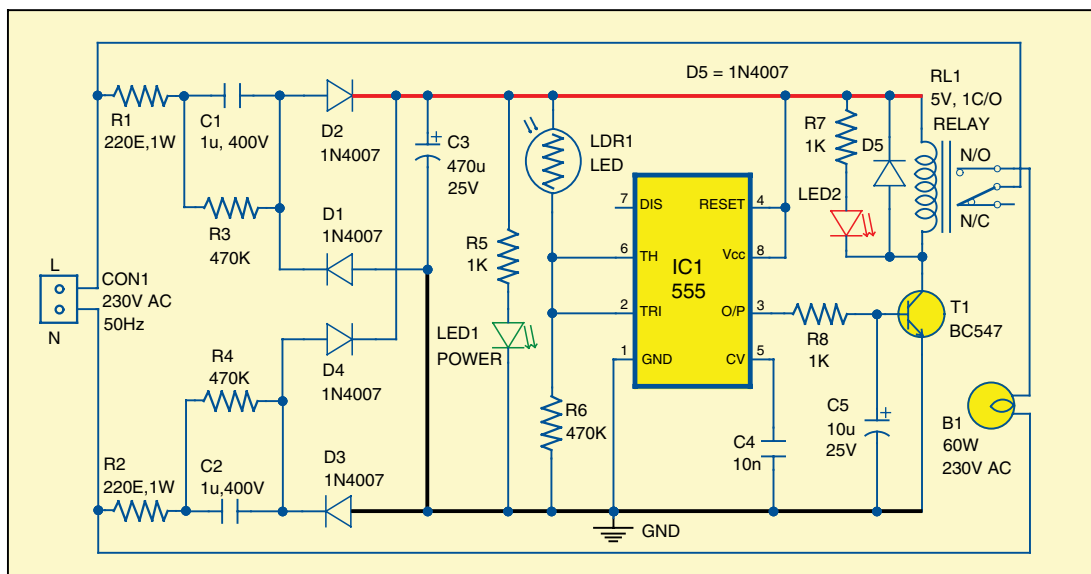 D5 = 1N4007
RL1
5V, 1C/O
RELAY
R1
220E,1W
C1
1u, 400V
D2
1N4007
C3
470u
25V
LDR1
LED
R7
1K
D5
N/O
N/C
7
DIS
RESET
4
LED2
R3
470K
D1
1N4007
R5
1K
6
TH
IC1
555
Vcc
8
L
CON1
230V AC
50Hz
N
2
TRI
O/P
3
T1
BC547
R8
1K
LED1
POWER
R4
470K
D4
1N4007
1
GND
CV
5
R6
470K
C4
10n
C5
10u
25V
B1
60W
230V AC
R2
220E,1W
C2
1u,400V
D3
1N4007
GND